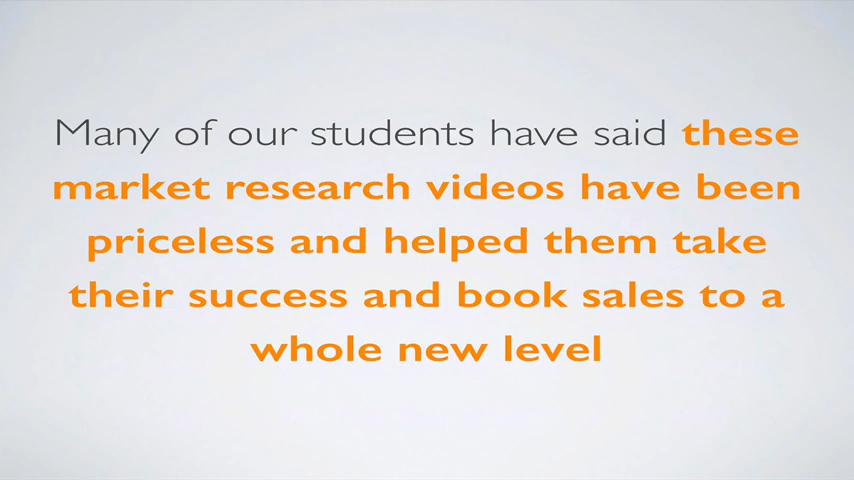 Many of our students have said these
market research videos have been
priceless and helped them take
their success and book sales to a
whole new level